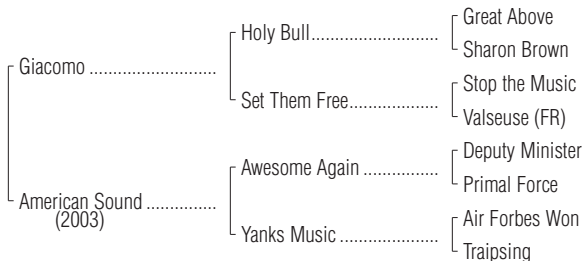 Great Above
Holy Bull
Sharon Brown
Giacomo
Stop the Music
Set Them Free
Valseuse (FR)
Deputy Minister
Awesome Again
Primal Force
American Sound
(2003)
Air Forbes Won
Yanks Music
Traipsing